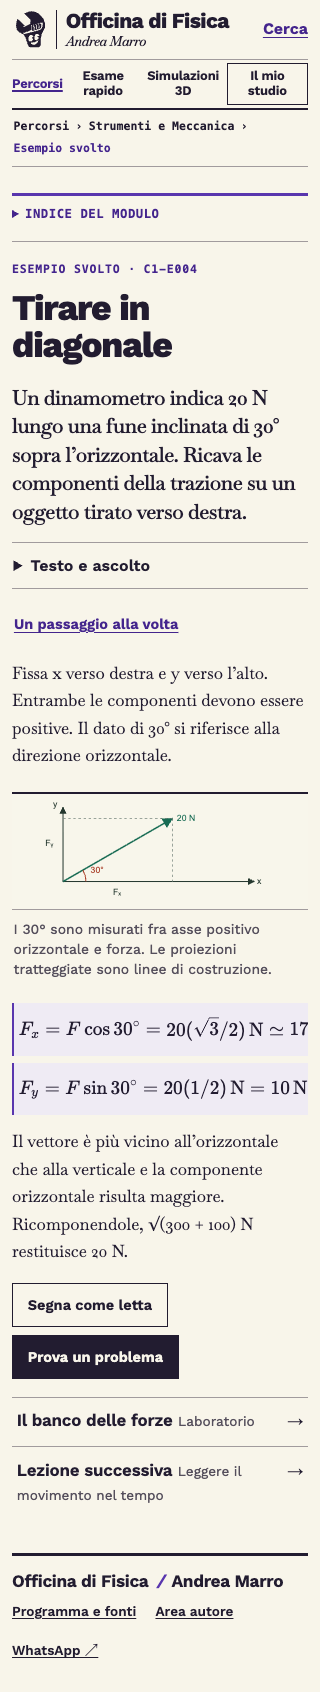 Officina di Fisica
Andrea Marro
Cerca
Percorsi
Esame
rapido
Simulazioni
3D
Il mio
studio
Percorsi › Strumenti e Meccanica ›
Esempio svolto
▶ INDICE DEL MODULO
ESEMPIO SVOLTO · C1–E004
Tirare in
diagonale
Un dinamometro indica 20 N
lungo una fune inclinata di 30°
sopra l’orizzontale. Ricava le
componenti della trazione su un
oggetto tirato verso destra.
▶ Testo e ascolto
Un passaggio alla volta
Fissa x verso destra e y verso l’alto.
Entrambe le componenti devono essere
positive. Il dato di 30° si riferisce alla
direzione orizzontale.
y
20 N
Fᵧ
30°
x
Fₓ
I 30° sono misurati fra asse positivo
orizzontale e forza. Le proiezioni
tratteggiate sono linee di costruzione.
Fₓ = F cos 30° = 20(√3/2) N ≃ 17
Fᵧ = F sin 30° = 20(1/2) N = 10 N
Il vettore è più vicino all’orizzontale
che alla verticale e la componente
orizzontale risulta maggiore.
Ricomponendole, √(300 + 100) N
restituisce 20 N.
Segna come letta
Prova un problema
Il banco delle forze Laboratorio →
Lezione successiva Leggere il →
movimento nel tempo
Officina di Fisica / Andrea Marro
Programma e fonti Area autore
WhatsApp ↗